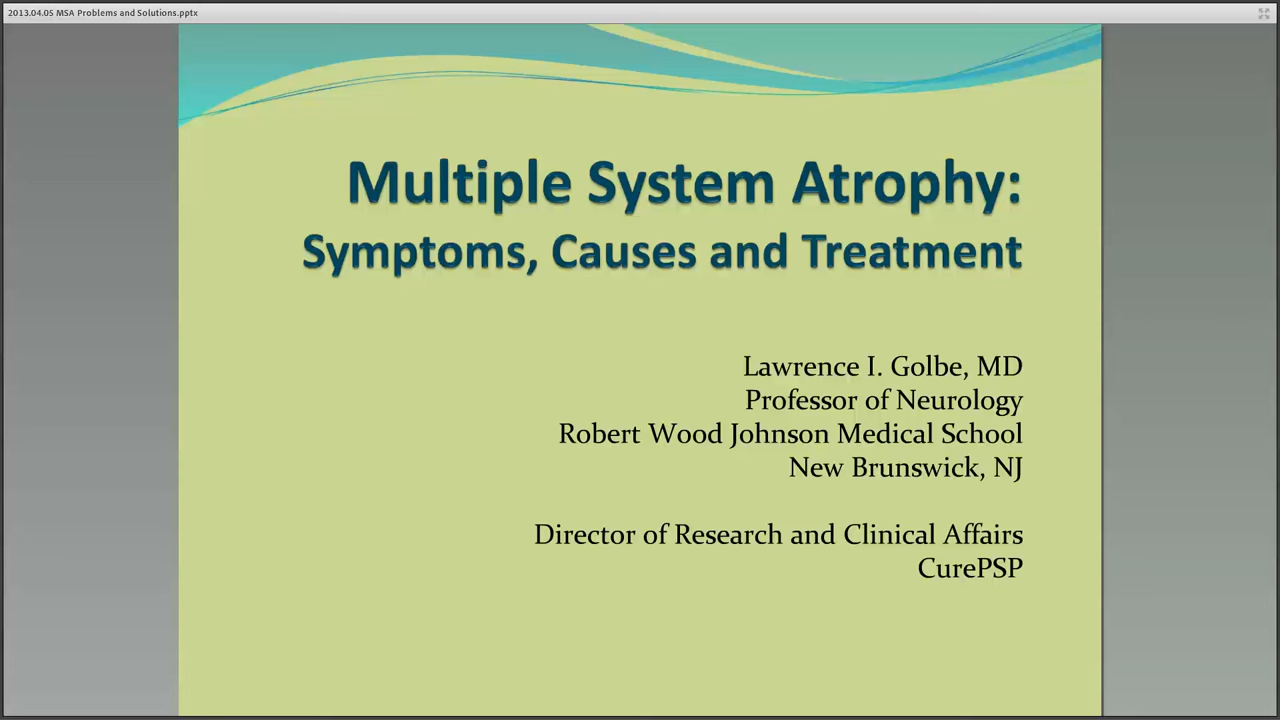 2013.04.05 MSA Problems and Solutions.pptx
Multiple System Atrophy:
Symptoms, Causes and Treatment
Lawrence I. Golbe, MD
Professor of Neurology
Robert Wood Johnson Medical School
New Brunswick, NJ
Director of Research and Clinical Affairs
CurePSP